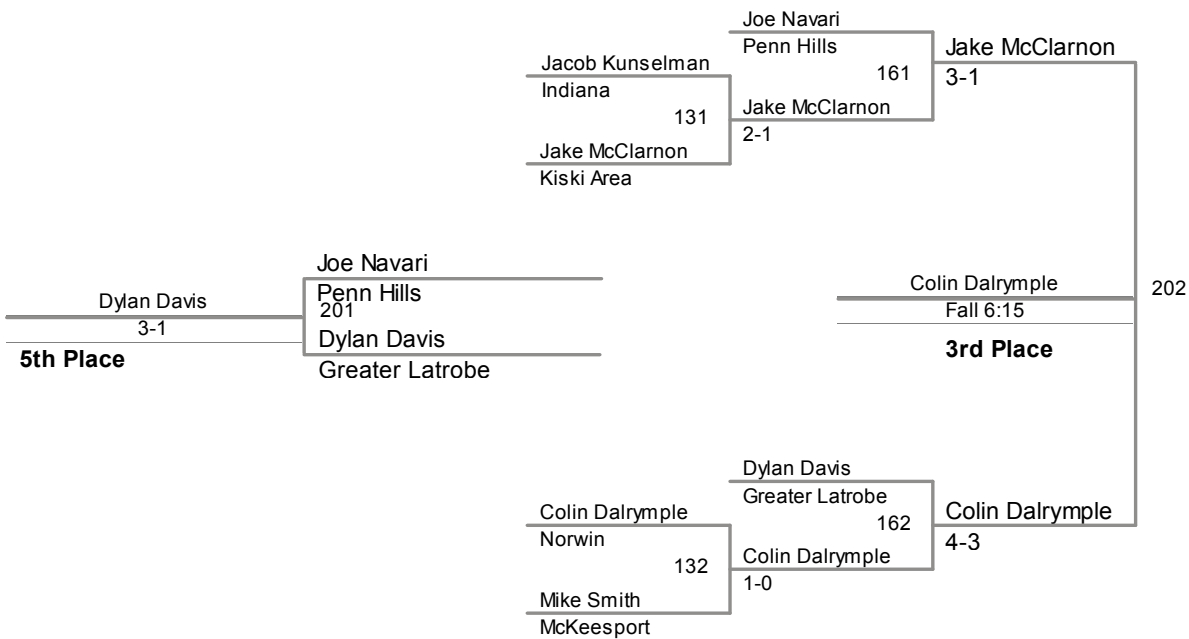 Joe Navari
Penn Hills
161
Jake McClarnon
3-1
Jacob Kunselman
Indiana
131
Jake McClarnon
2-1
Jake McClarnon
Kiski Area
Joe Navari
Penn Hills
201
Dylan Davis
3-1
5th Place
Dylan Davis
Greater Latrobe
Colin Dalrymple
202
Fall 6:15
3rd Place
Dylan Davis
Greater Latrobe
162
Colin Dalrymple
4-3
Colin Dalrymple
Norwin
132
Colin Dalrymple
1-0
Mike Smith
McKeesport